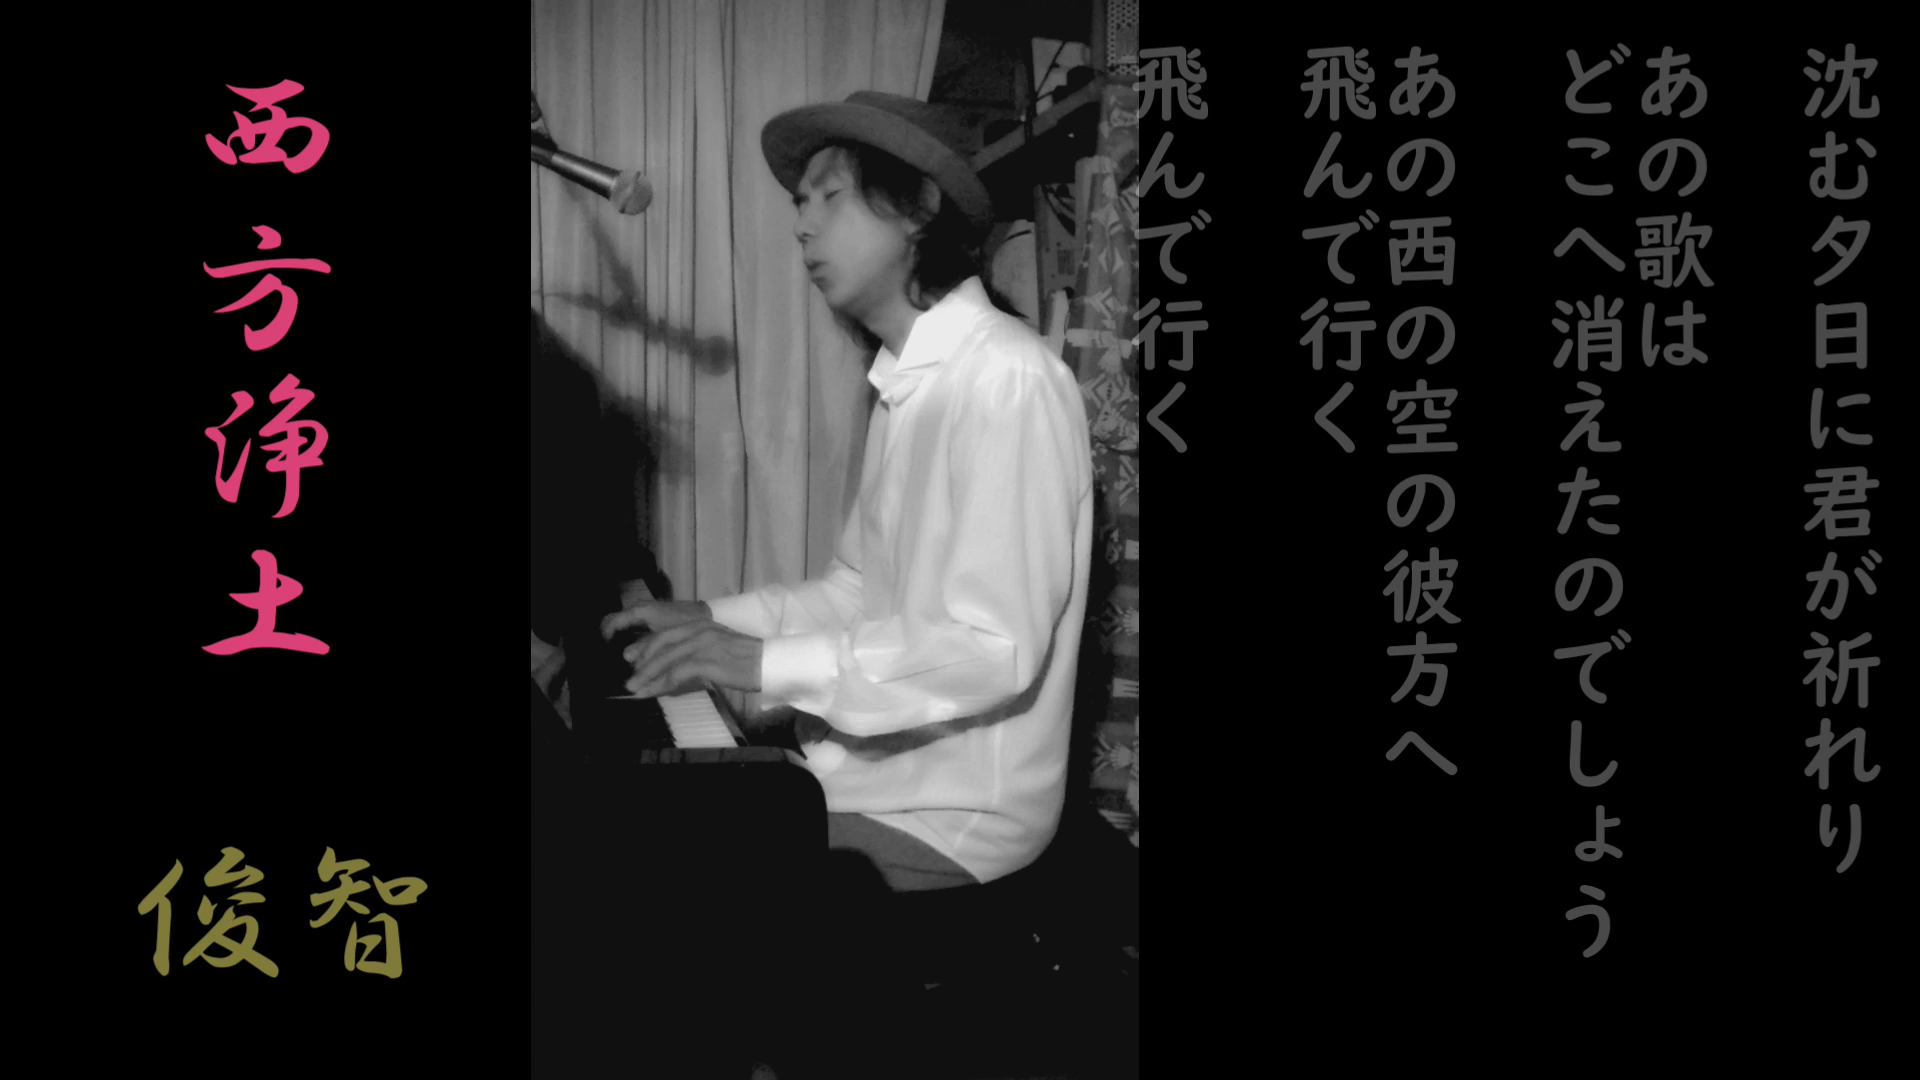 沈む夕日に君が祈れり
あの歌は
どこへ消えたのでしょう
あの西の空の彼方へ
飛んで行く
飛んで行く
西方浄土
俊智